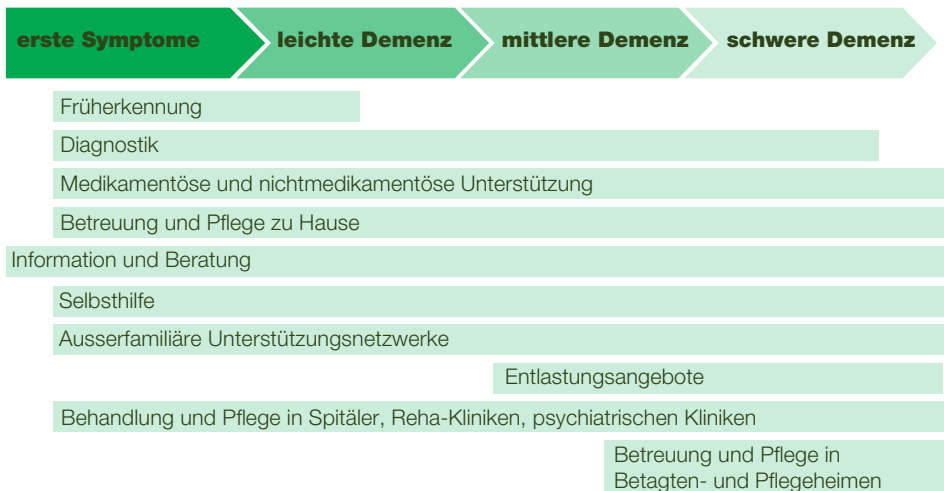 erste Symptome leichte Demenz mittlere Demenz schwere Demenz
Früherkennung
Diagnostik
Medikamentöse und nichtmedikamentöse Unterstützung
Betreuung und Pflege zu Hause
Information und Beratung
Selbsthilfe
Ausserfamiliäre Unterstützungsnetzwerke
Entlastungsangebote
Behandlung und Pflege in Spitäler, Reha-Kliniken, psychiatrischen Kliniken
Betreuung und Pflege in
Betagten- und Pflegeheimen